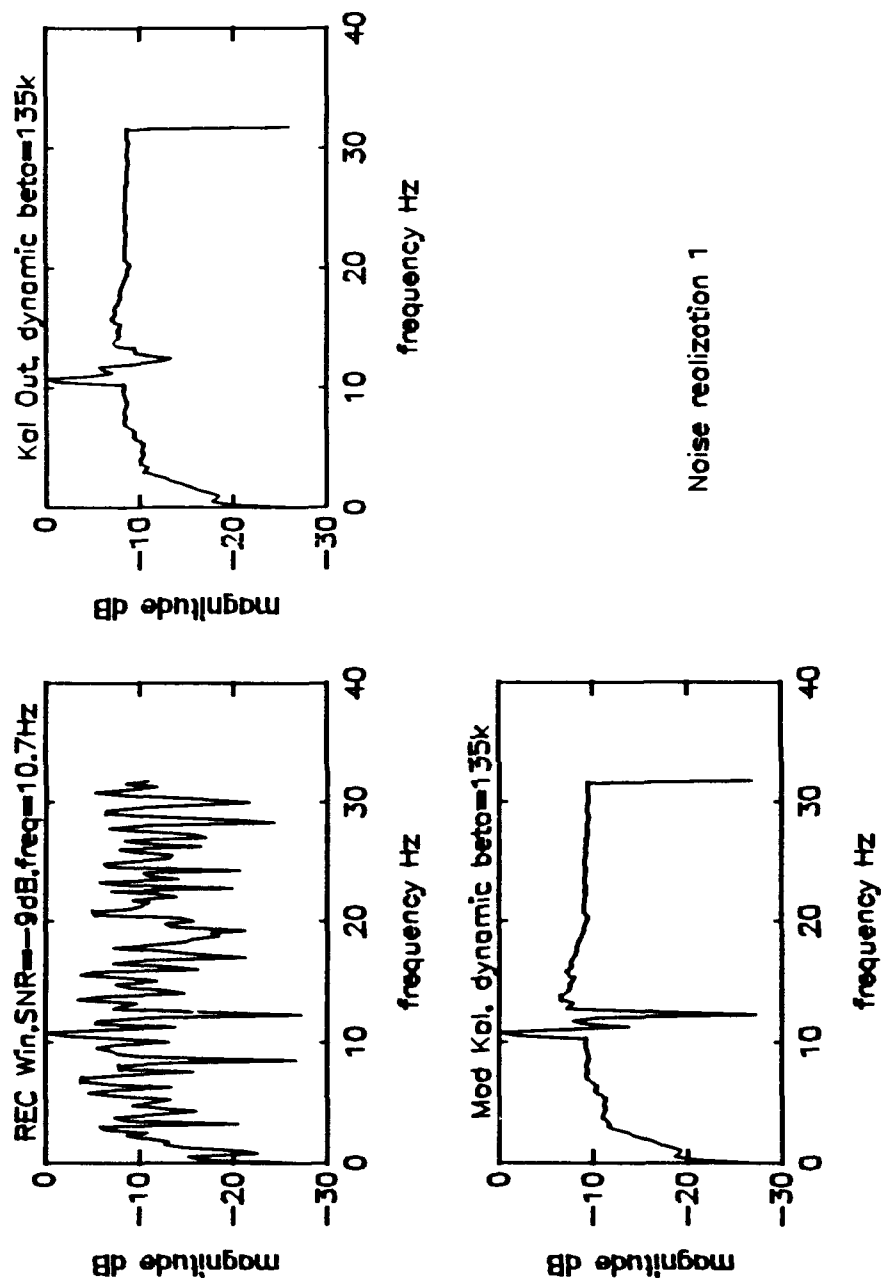 REC Win,SNR=-9dB,freq=10.7Hz
0
-10
-20
-30
magnitude dB
0
10
20
30
40
frequency Hz
Kal Out, dynamic beta=135k
0
-10
-20
-30
magnitude dB
0
10
20
30
40
frequency Hz
Mod Kal, dynamic beta=135k
0
-10
-20
-30
magnitude dB
0
10
20
30
40
frequency Hz
Noise realization 1